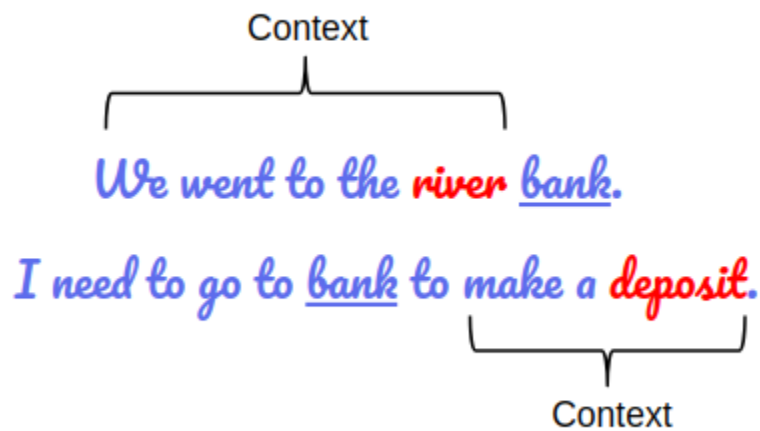 Context
We went to the river bank.
I need to go to bank to make a deposit.
Context